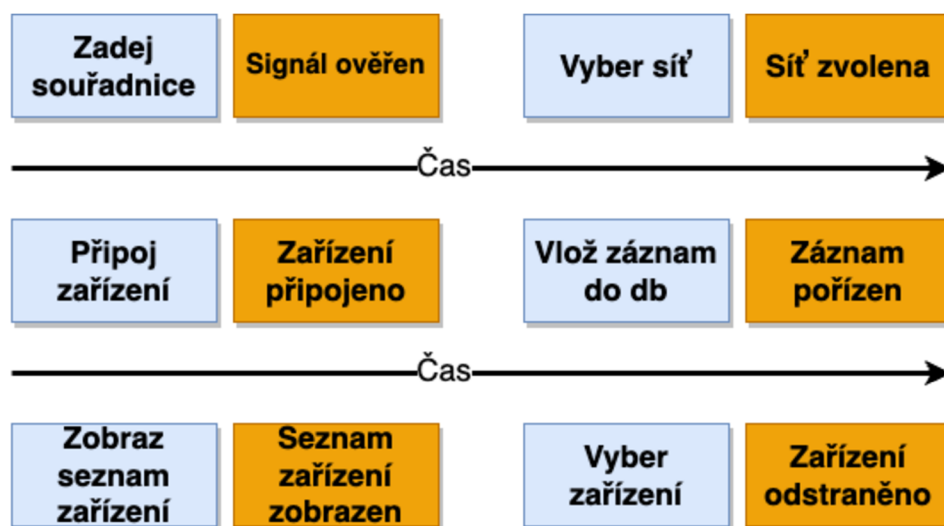 Zadej
souřadnice
Signál ověřen
Vyber síť
Síť zvolena
Čas
Připoj
zařízení
Zařízení
připojeno
Vlož záznam
do db
Záznam
pořízen
Čas
Zobraz
seznam
zařízení
Seznam
zařízení
zobrazen
Vyber
zařízení
Zařízení
odstraněno